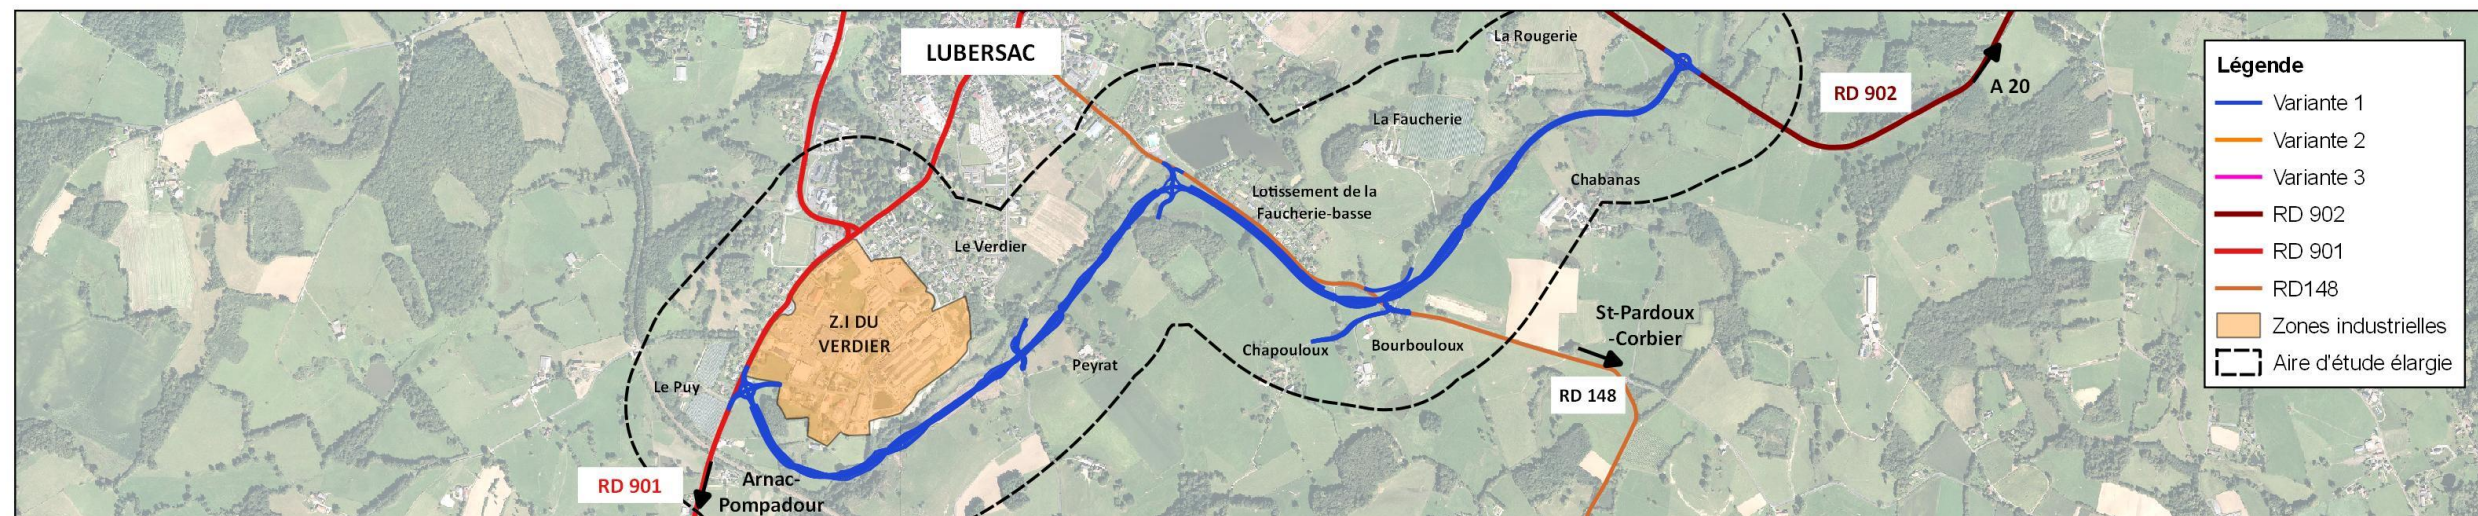 LUBERSAC
La Rougerie
RD 902
A 20
La Faucherie
Lotissement de la
Faucherie-basse
Chabanas
Le Verdier
Z.I DU
VERDIER
St-Pardoux
-Corbier
Chapouloux
Bourbouloux
Peyrat
Le Puy
RD 148
RD 901
Arnac-
Pompadour
Légende
Variante 1
Variante 2
Variante 3
RD 902
RD 901
RD148
Zones industrielles
Aire d'étude élargie